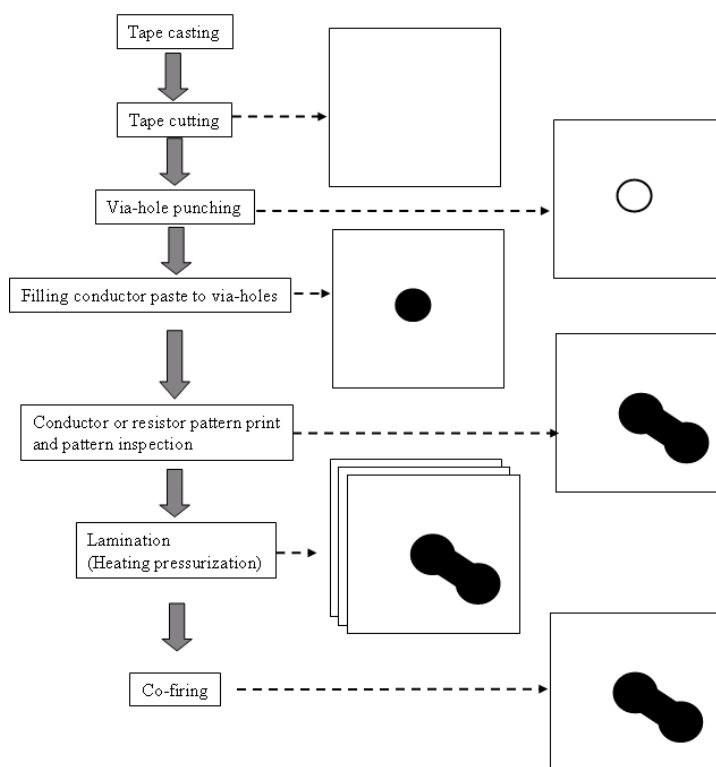 Tape casting
Tape cutting
Via-hole punching
Filling conductor paste to via-holes
Conductor or resistor pattern print
and pattern inspection
Lamination
(Heating pressurization)
Co-firing